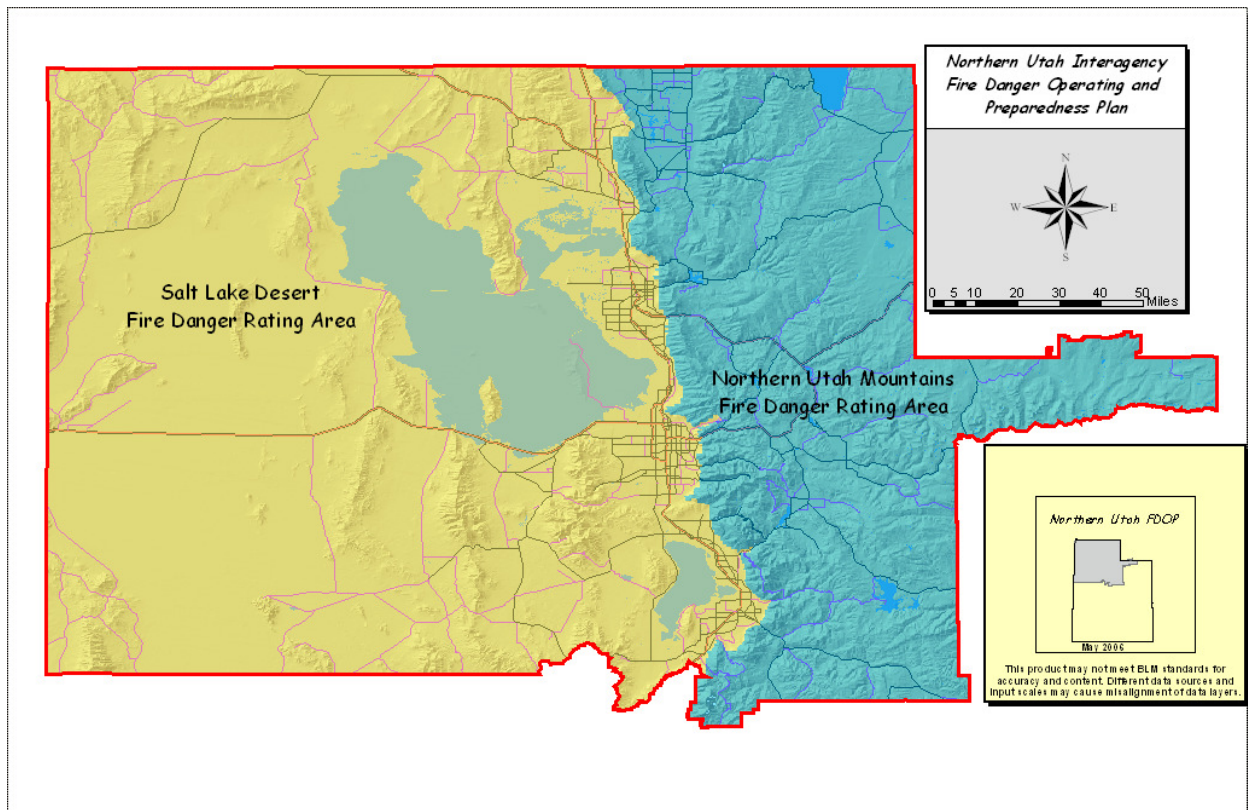 Northern Utah Interagency
Fire Danger Operating and
Preparedness Plan
N
W E
S
0 5 10 20 30 40 50 Miles
Salt Lake Desert
Fire Danger Rating Area
Northern Utah Mountains
Fire Danger Rating Area
Northern Utah FDOP
May 2006
This product may not meet BLM standards for
accuracy and content. Different data sources and
input scales may cause misalignment of data layers.